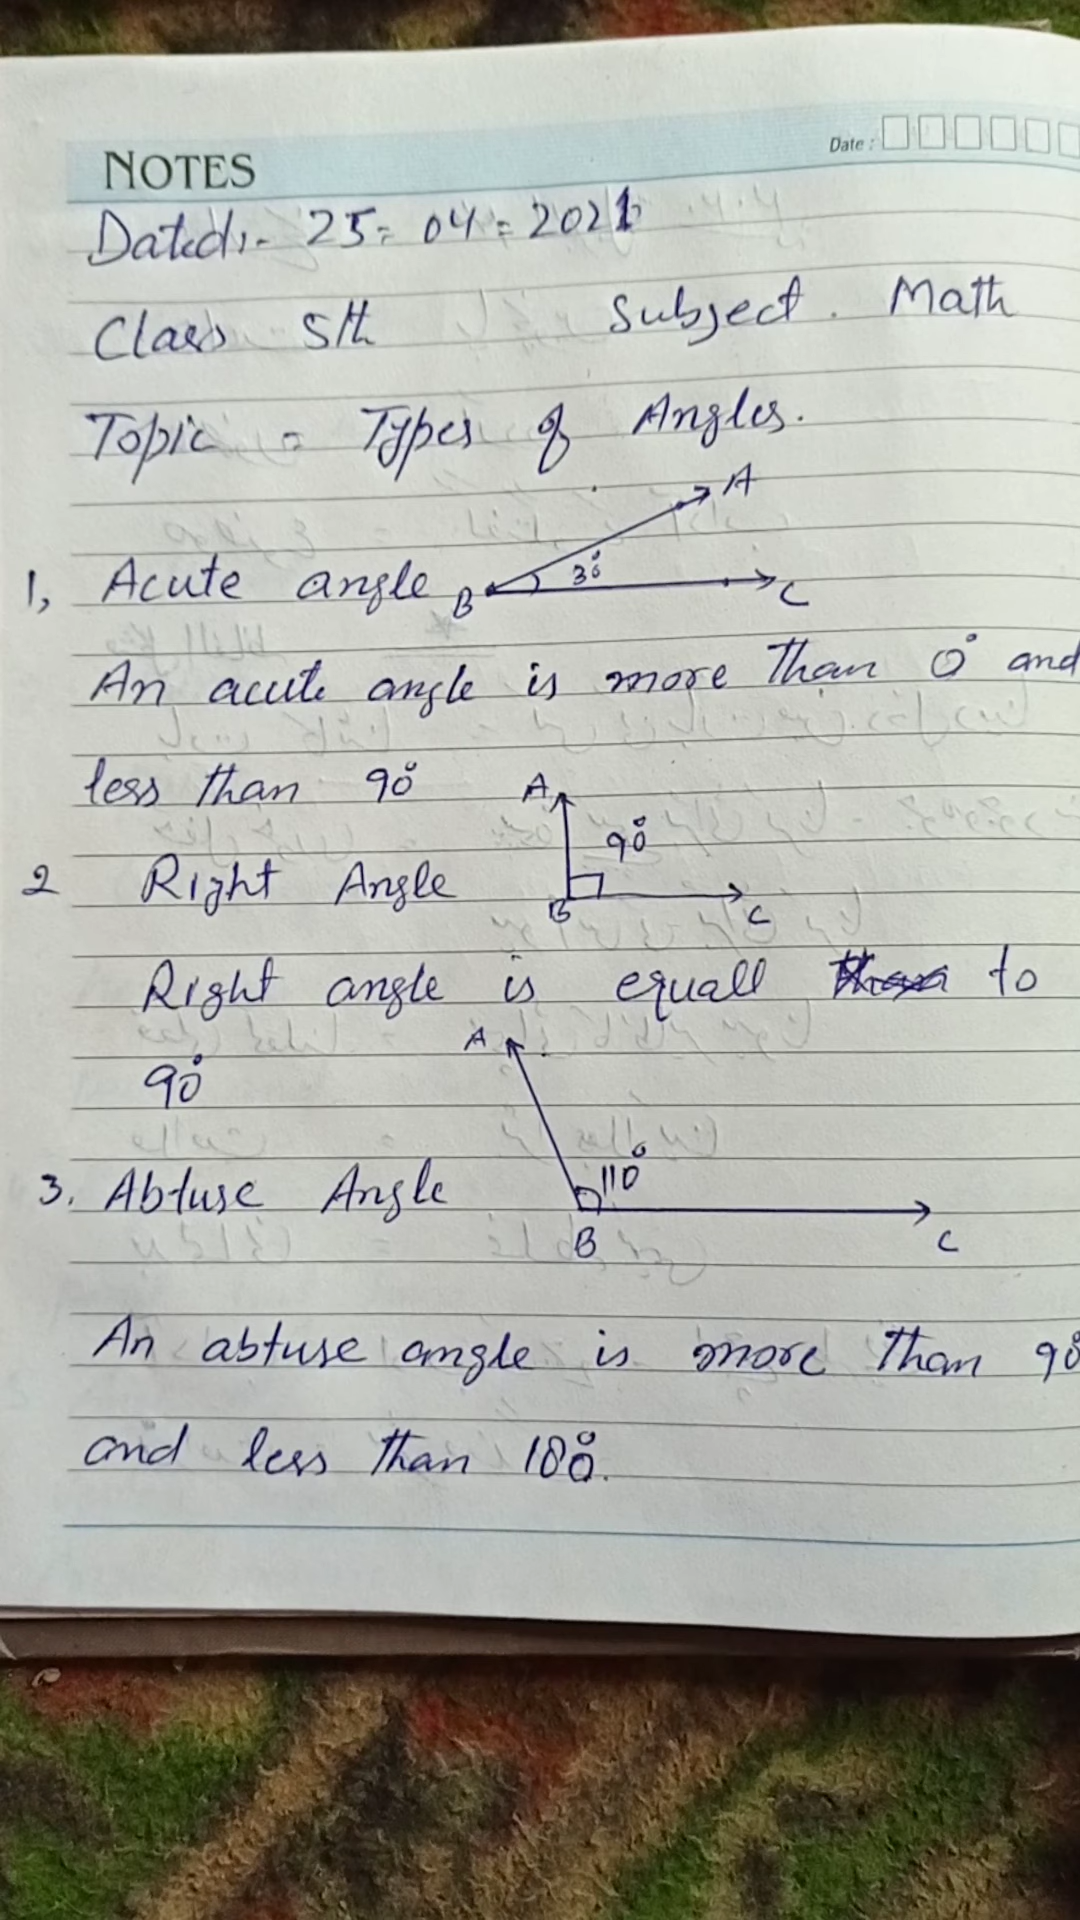 NOTES
Date :
Dated:- 25= 04=2021
Class 5th Subject. Math
Topic = Types of Angles.
A
1, Acute angle B 30° C
An acute angle is more Than 0° and
less than 90° A
90°
2 Right Angle B C
Right angle is equall to
A
90°
110°
3. Abtuse Angle
B C
An abtuse angle is more Than 90°
and less than 180°.